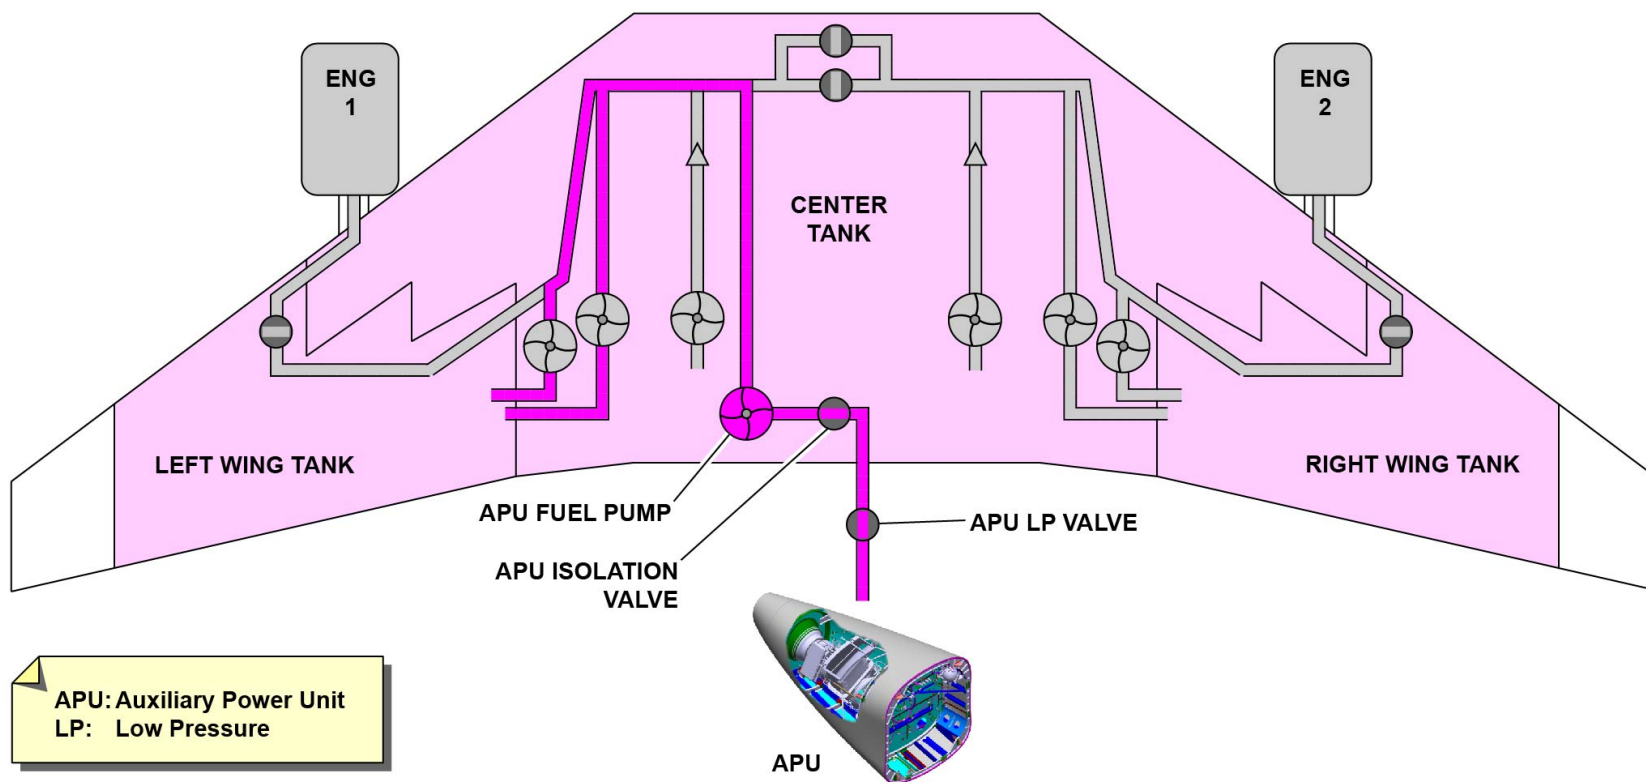 ENG
1
ENG
2
CENTER
TANK
LEFT WING TANK
RIGHT WING TANK
APU FUEL PUMP
APU LP VALVE
APU ISOLATION
VALVE
APU: Auxiliary Power Unit
LP: Low Pressure
APU